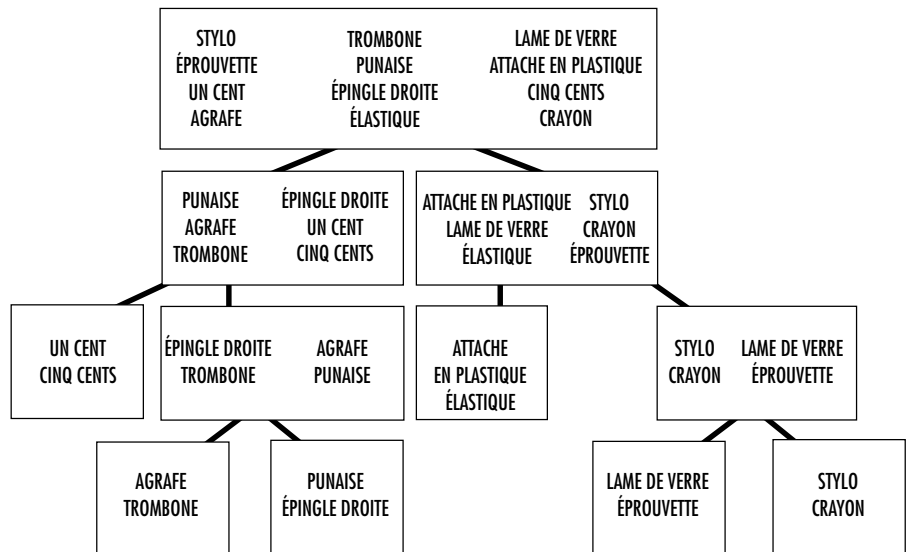 STYLO
ÉPROUVETTE
UN CENT
AGRAFE
TROMBONE
PUNAISE
ÉPINGLE DROITE
ÉLASTIQUE
LAME DE VERRE
ATTACHE EN PLASTIQUE
CINQ CENTS
CRAYON
PUNAISE
AGRAFE
TROMBONE
ÉPINGLE DROITE
UN CENT
CINQ CENTS
ATTACHE EN PLASTIQUE
LAME DE VERRE
ÉLASTIQUE
STYLO
CRAYON
ÉPROUVETTE
UN CENT
CINQ CENTS
ÉPINGLE DROITE
TROMBONE
AGRAFE
PUNAISE
ATTACHE
EN PLASTIQUE
ÉLASTIQUE
STYLO
CRAYON
LAME DE VERRE
ÉPROUVETTE
AGRAFE
TROMBONE
PUNAISE
ÉPINGLE DROITE
LAME DE VERRE
ÉPROUVETTE
STYLO
CRAYON